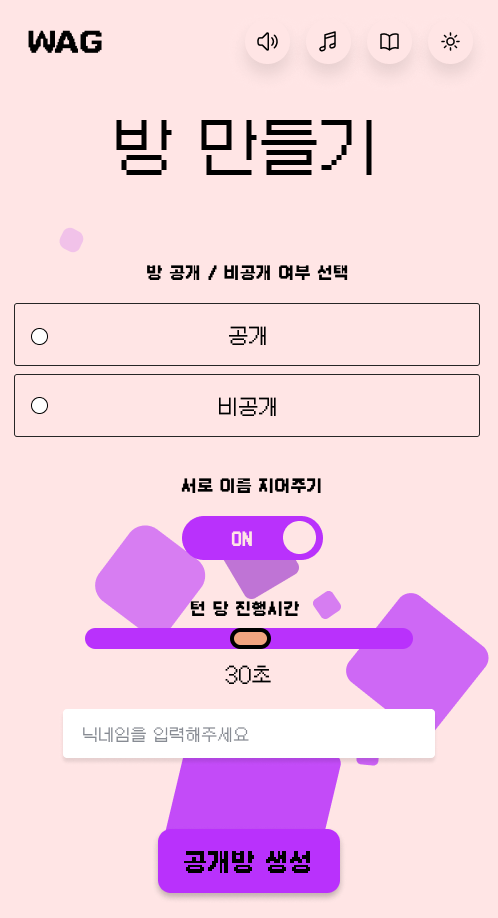 WAG
방 만들기
방 공개 / 비공개 여부 선택
공개
비공개
서로 이름 지어주기
ON
턴 당 진행시간
30초
닉네임을 입력해주세요
공개방 생성